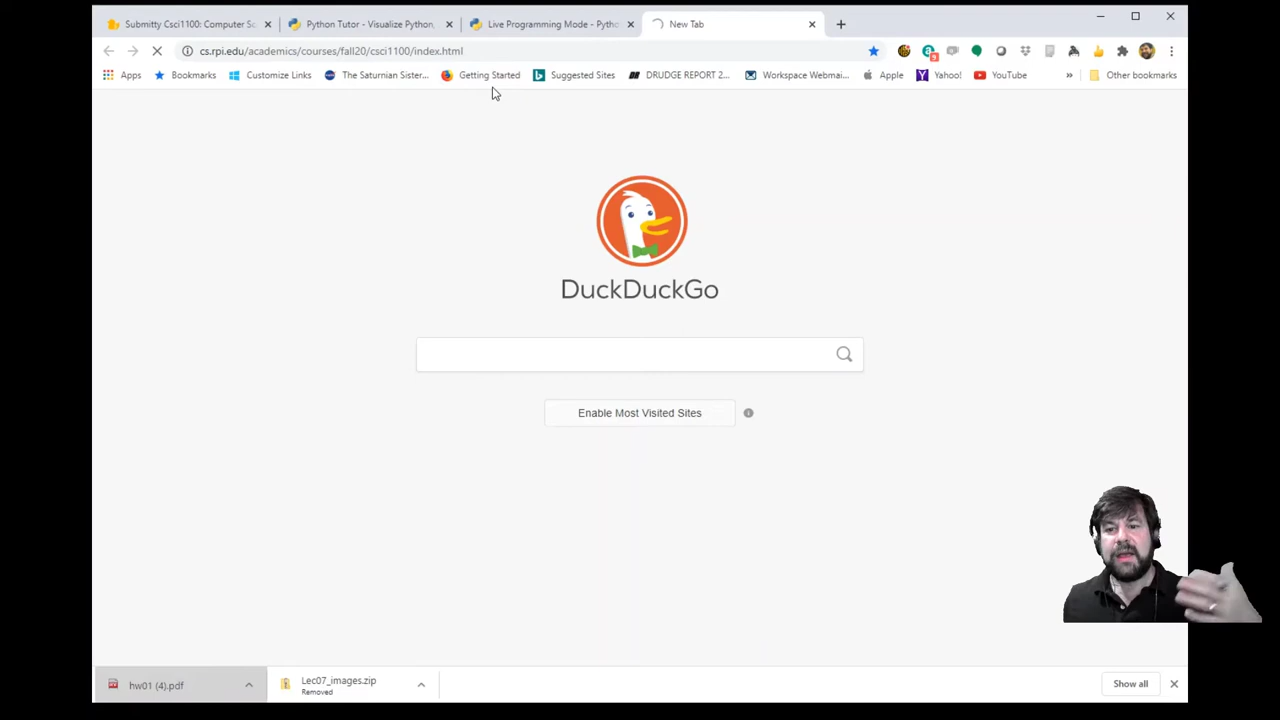 Submitty Csci1100: Computer Sc
Python Tutor - Visualize Python,
Live Programming Mode - Pytho
New Tab
cs.rpi.edu/academics/courses/fall20/csci1100/index.html
9
Apps
Bookmarks
Customize Links
The Saturnian Sister...
Getting Started
Suggested Sites
DRUDGE REPORT 2...
Workspace Webmai...
Apple
Yahoo!
YouTube
»
Other bookmarks
DuckDuckGo
Enable Most Visited Sites
hw01 (4).pdf
Lec07_images.zip
Removed
Show all